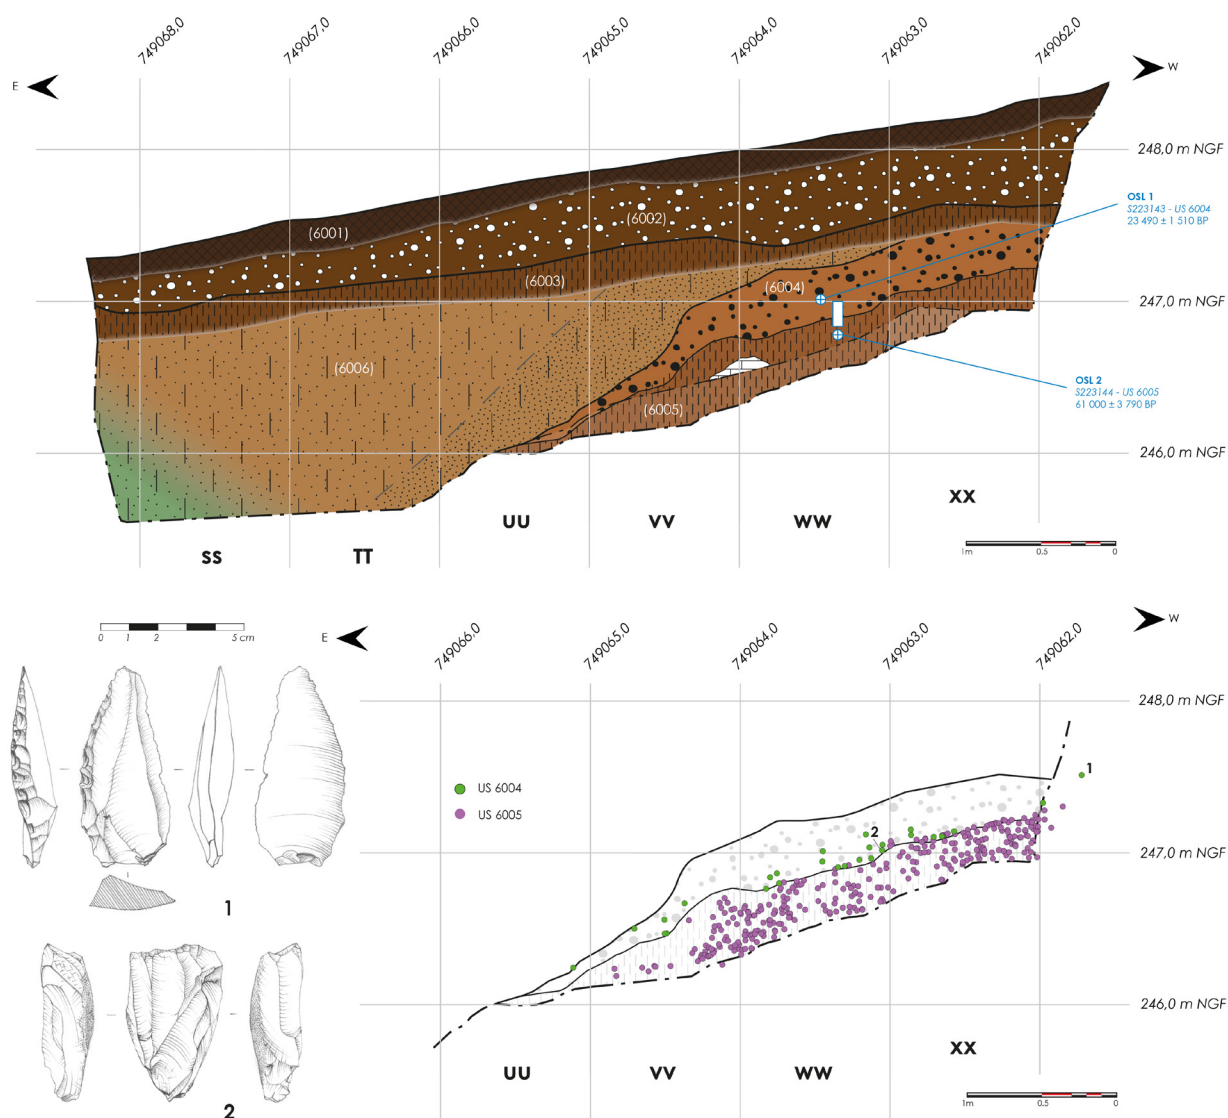 749068,0
749067,0
749066,0
749065,0
749064,0
749063,0
749062,0
E
W
248,0 m NGF
OSL 1
S223143 - US 6004
23 490 ± 1 510 BP
(6001)
(6002)
(6003)
(6004)
247,0 m NGF
(6006)
OSL 2
S223144 - US 6005
61 000 ± 3 790 BP
(6005)
246,0 m NGF
SS
TT
UU
VV
WW
XX
1m
0.5
0
0 1 2 5 cm
1
2
E
W
749066,0
749065,0
749064,0
749063,0
749062,0
248,0 m NGF
1
US 6004
US 6005
2
247,0 m NGF
246,0 m NGF
UU
VV
WW
XX
1m
0.5
0